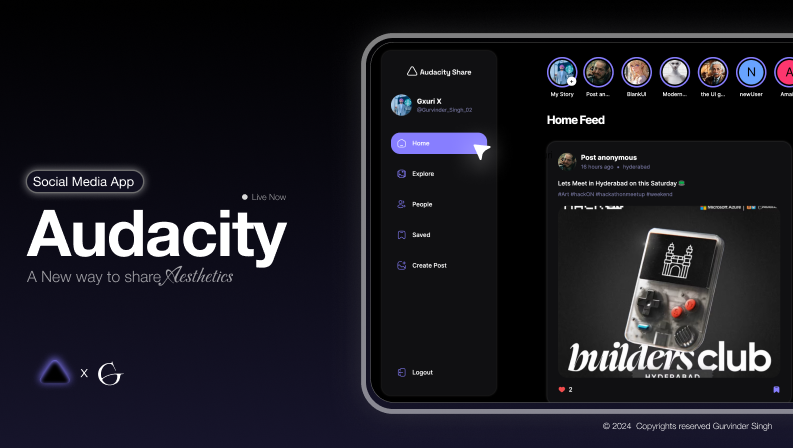 Social Media App
Live Now
Audacity
A New way to share Aesthetics
X
G
Audacity Share
Gxuri X
@Gurvinder_Singh_02
Home
Explore
People
Saved
Create Post
Logout
My Story
Post an...
BlankUI
Modern...
the UI g...
N
newUser
A
Amai
Home Feed
Post anonymous
16 hours ago • hyderabad
Lets Meet in Hyderabad on this Saturday
#Art #hackON #hackathonmeetup #weekend
Microsoft Azure
builders club
HYDERABAD
2
© 2024 Copyrights reserved Gurvinder Singh